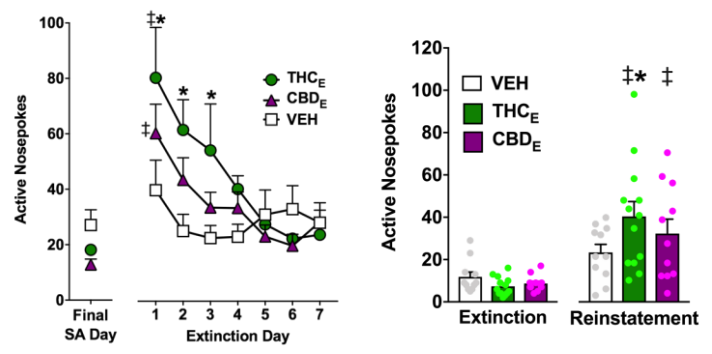 100
80
60
40
20
0
Active Nosepokes
‡*
*
*
‡
THCE
CBDE
VEH
Final
SA Day
1 2 3 4 5 6 7
Extinction Day
120
100
80
60
40
20
0
Active Nosepokes
VEH
THCE
CBDE
‡* ‡
Extinction Reinstatement